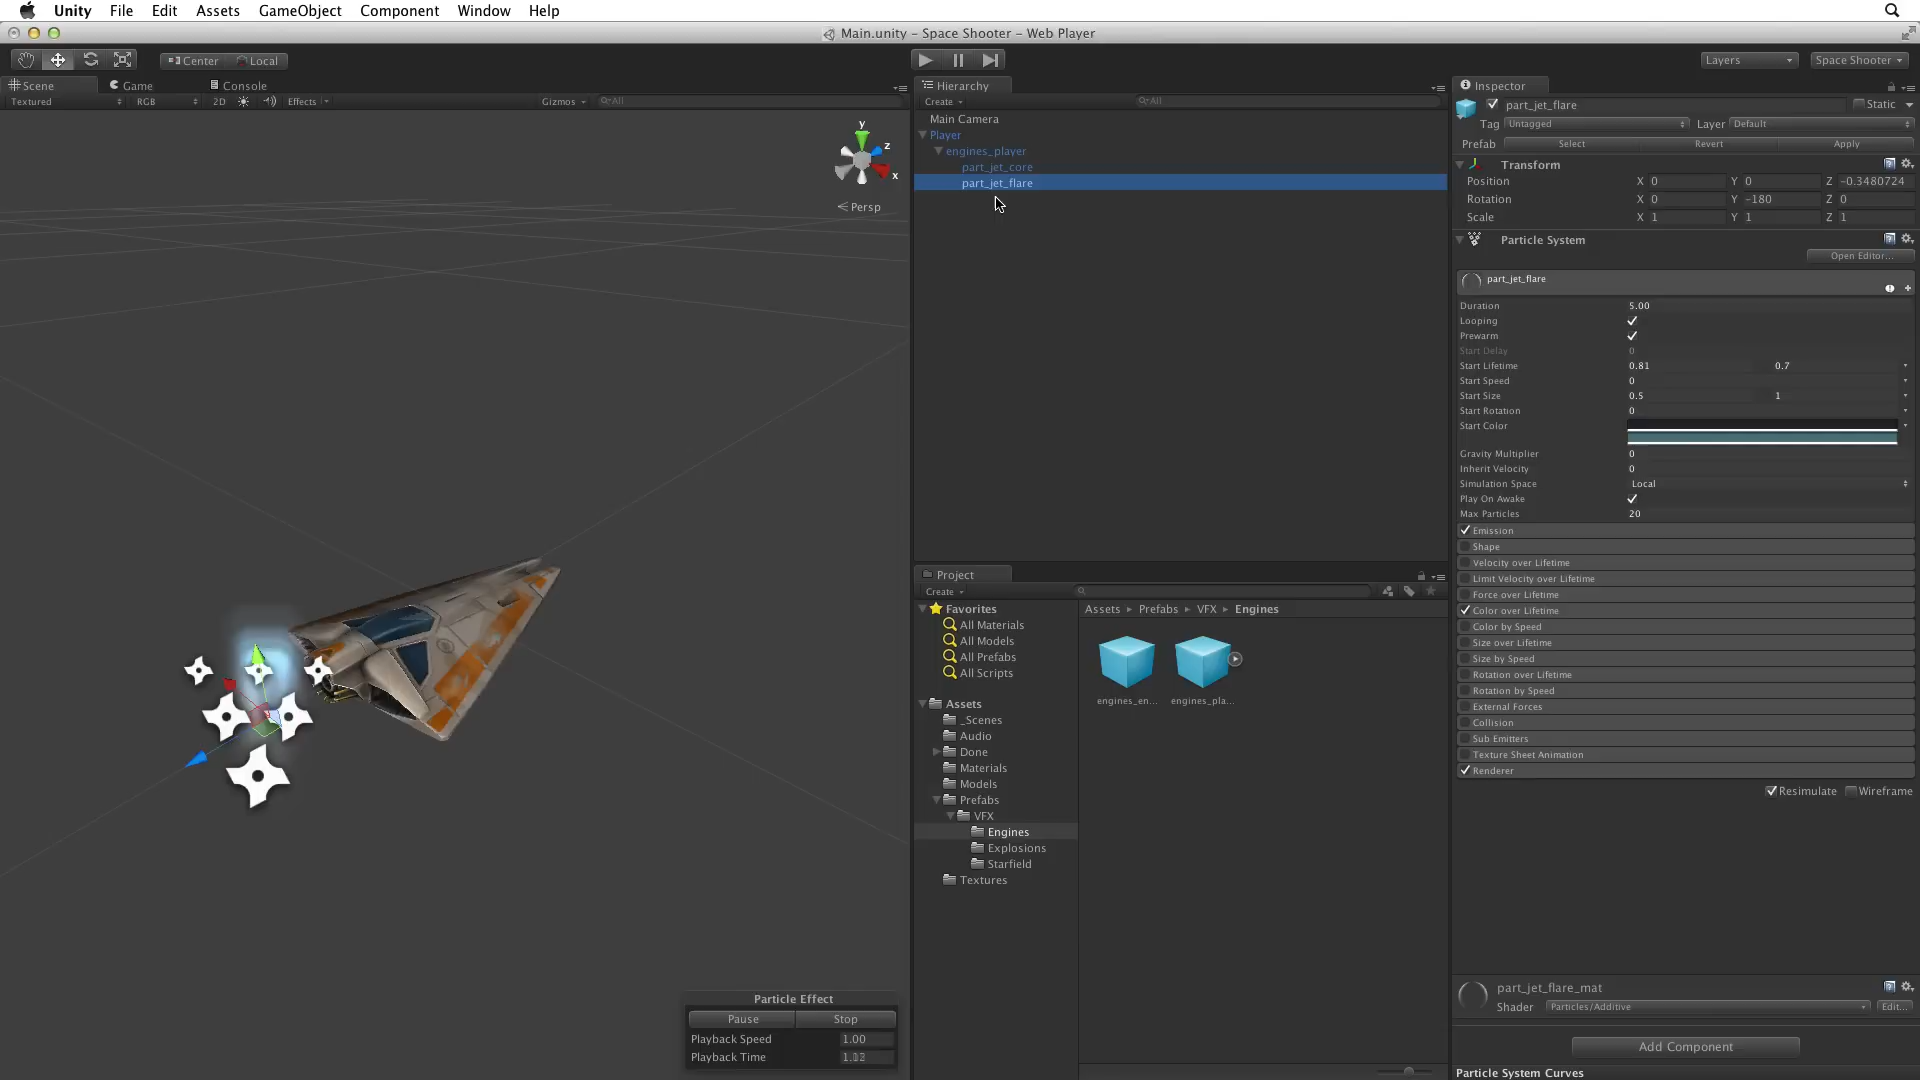 Unity File Edit Assets GameObject Component Window Help
Main.unity – Space Shooter – Web Player
Center Local
Layers
Space Shooter
Scene Game Console
Textured RGB 2D Effects Gizmos All
y
z
x
Persp
Particle Effect
Pause Stop
Playback Speed 1.00
Playback Time
Hierarchy
Create All
Main Camera
Player
engines_player
part_jet_core
part_jet_flare
Project
Create
Favorites
All Materials
All Models
All Prefabs
All Scripts
Assets
_Scenes
Audio
Done
Materials
Models
Prefabs
VFX
Engines
Explosions
Starfield
Textures
Assets Prefabs VFX Engines
engines_en... engines_pla...
Inspector
part_jet_flare Static
Tag Untagged Layer Default
Prefab Select Revert Apply
Transform
Position X 0 Y 0 Z -0.3480724
Rotation X 0 Y -180 Z 0
Scale X 1 Y 1 Z 1
Particle System
Open Editor...
part_jet_flare
Duration 5.00
Looping
Prewarm
Start Delay 0
Start Lifetime 0.81 0.7
Start Speed 0
Start Size 0.5 1
Start Rotation 0
Start Color
Gravity Multiplier 0
Inherit Velocity 0
Simulation Space Local
Play On Awake
Max Particles 20
Emission
Shape
Velocity over Lifetime
Limit Velocity over Lifetime
Force over Lifetime
Color over Lifetime
Color by Speed
Size over Lifetime
Size by Speed
Rotation over Lifetime
Rotation by Speed
External Forces
Collision
Sub Emitters
Texture Sheet Animation
Renderer
Resimulate Wireframe
part_jet_flare_mat
Shader Particles/Additive Edit...
Add Component
Particle System Curves